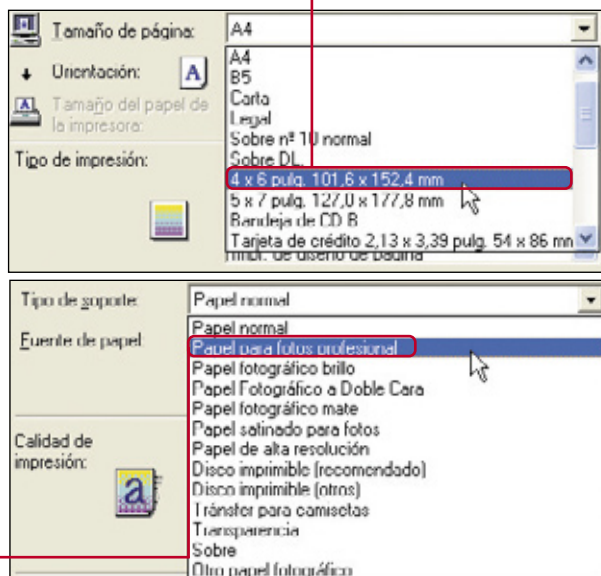 Tamaño de página: A4
A4
B5
Carta
Legal
Sobre nº 10 normal
Sobre DL.
4 x 6 pulg. 101,6 x 152,4 mm
5 x 7 pulg. 127,0 x 177,8 mm
Bandeja de CD B
Tarjeta de crédito 2,13 x 3,39 pulg. 54 x 86 mm
Impr. de diseño de página
Orientación: A
Tamaño del papel de
la impresora:
Tipo de impresión:
Tipo de soporte: Papel normal
Papel normal
Papel para fotos profesional
Papel fotográfico brillo
Papel Fotográfico a Doble Cara
Papel fotográfico mate
Papel satinado para fotos
Papel de alta resolución
Disco imprimible (recomendado)
Disco imprimible (otros)
Tránsfer para camisetas
Transparencia
Sobre
Otro papel fotográfico
Fuente de papel:
Calidad de
impresión:
a